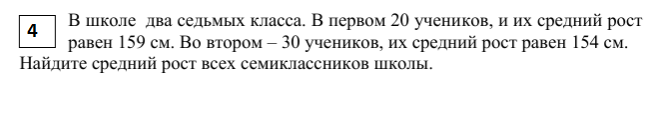 4
В школе два седьмых класса. В первом 20 учеников, и их средний рост
равен 159 см. Во втором – 30 учеников, их средний рост равен 154 см.
Найдите средний рост всех семиклассников школы.